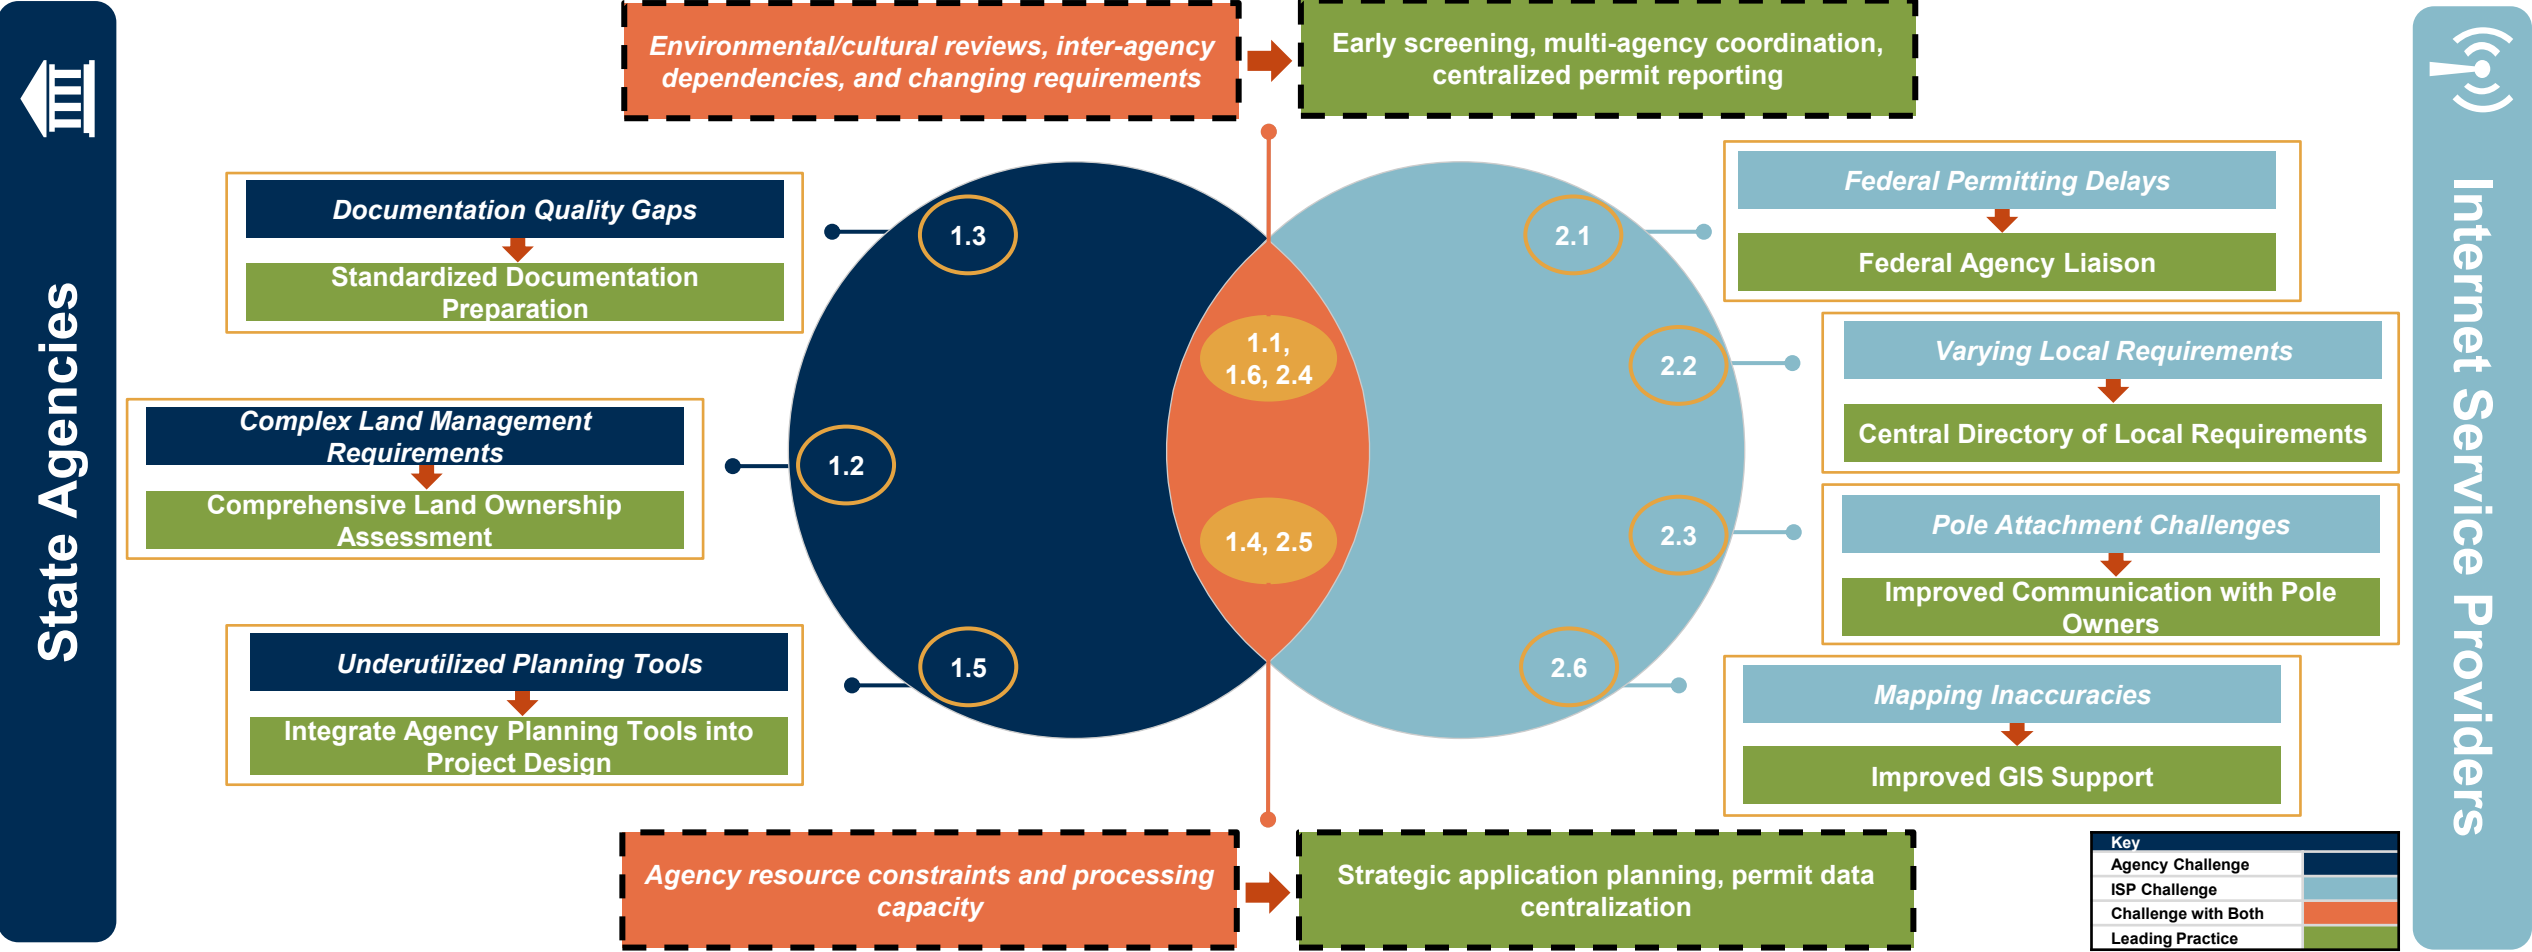 State Agencies
Environmental/cultural reviews, inter-agency
dependencies, and changing requirements
Early screening, multi-agency coordination,
centralized permit reporting
Documentation Quality Gaps
Standardized Documentation
Preparation
Complex Land Management
Requirements
Comprehensive Land Ownership
Assessment
Underutilized Planning Tools
Integrate Agency Planning Tools into
Project Design
1.3
1.2
1.5
1.1,
1.6, 2.4
1.4, 2.5
2.1
2.2
2.3
2.6
Federal Permitting Delays
Federal Agency Liaison
Varying Local Requirements
Central Directory of Local Requirements
Pole Attachment Challenges
Improved Communication with Pole
Owners
Mapping Inaccuracies
Improved GIS Support
Agency resource constraints and processing
capacity
Strategic application planning, permit data
centralization
Key
Agency Challenge
ISP Challenge
Challenge with Both
Leading Practice
Internet Service Providers